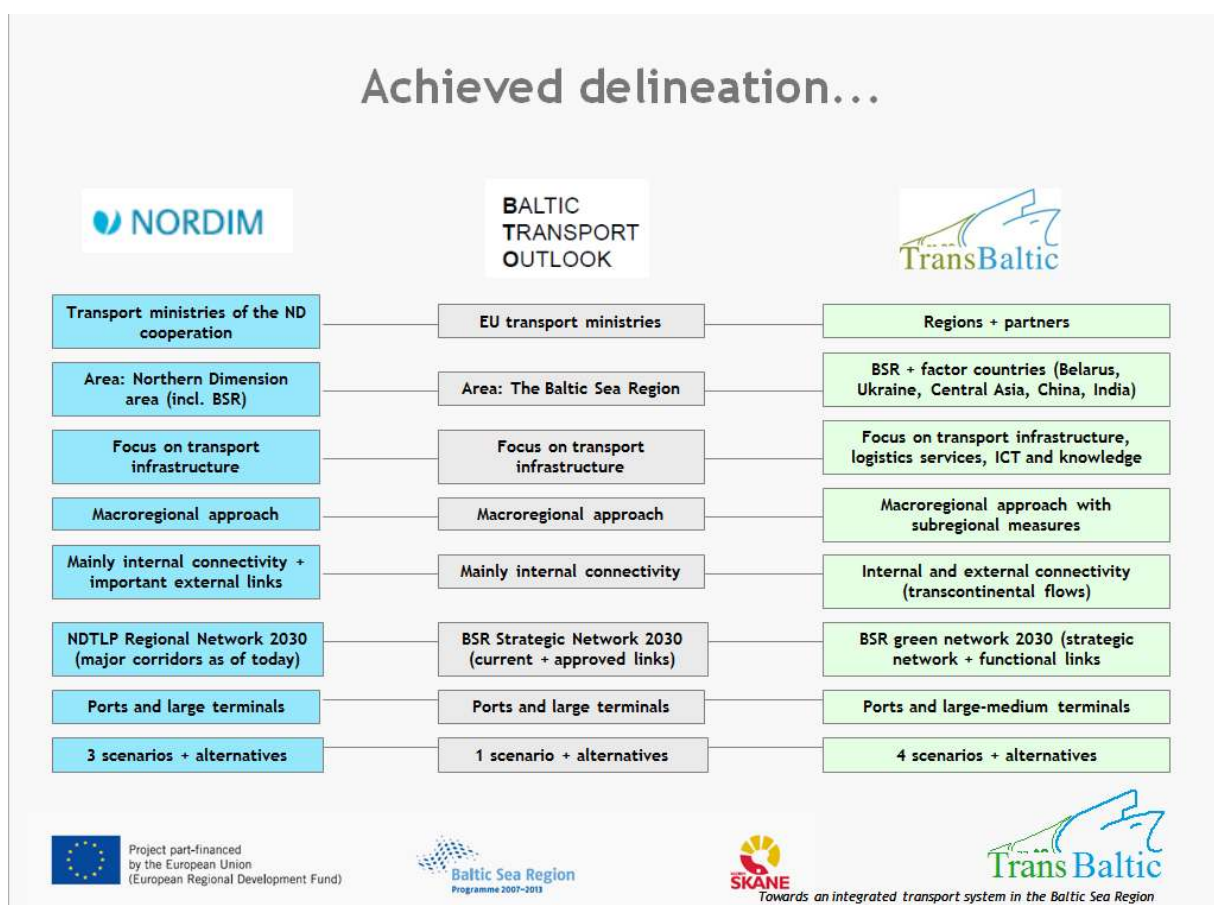 Achieved delineation...
NORDIM
BALTIC
TRANSPORT
OUTLOOK
TransBaltic
Transport ministries of the ND
cooperation
EU transport ministries
Regions + partners
Area: Northern Dimension
area (incl. BSR)
Area: The Baltic Sea Region
BSR + factor countries (Belarus,
Ukraine, Central Asia, China, India)
Focus on transport
infrastructure
Focus on transport
infrastructure
Focus on transport infrastructure,
logistics services, ICT and knowledge
Macroregional approach
Macroregional approach
Macroregional approach with
subregional measures
Mainly internal connectivity +
important external links
Mainly internal connectivity
Internal and external connectivity
(transcontinental flows)
NDTLP Regional Network 2030
(major corridors as of today)
BSR Strategic Network 2030
(current + approved links)
BSR green network 2030 (strategic
network + functional links
Ports and large terminals
Ports and large terminals
Ports and large-medium terminals
3 scenarios + alternatives
1 scenario + alternatives
4 scenarios + alternatives
Project part-financed
by the European Union
(European Regional Development Fund)
Baltic Sea Region
Programme 2007-2013
SKÅNE
Trans Baltic
Towards an integrated transport system in the Baltic Sea Region